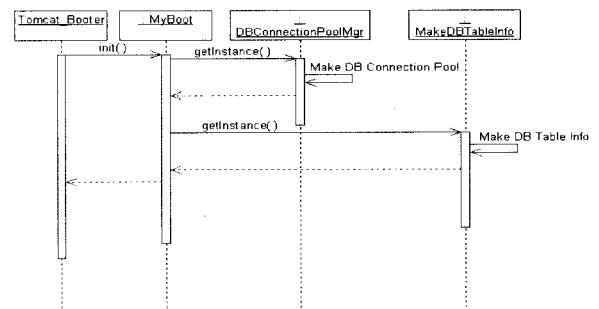 Tomcat_Booter
: MyBoot
:
DBConnectionPoolMgr
:
MakeDBTableInfo
init( )
getInstance( )
Make DB Connection Pool
getInstance( )
Make DB Table Info